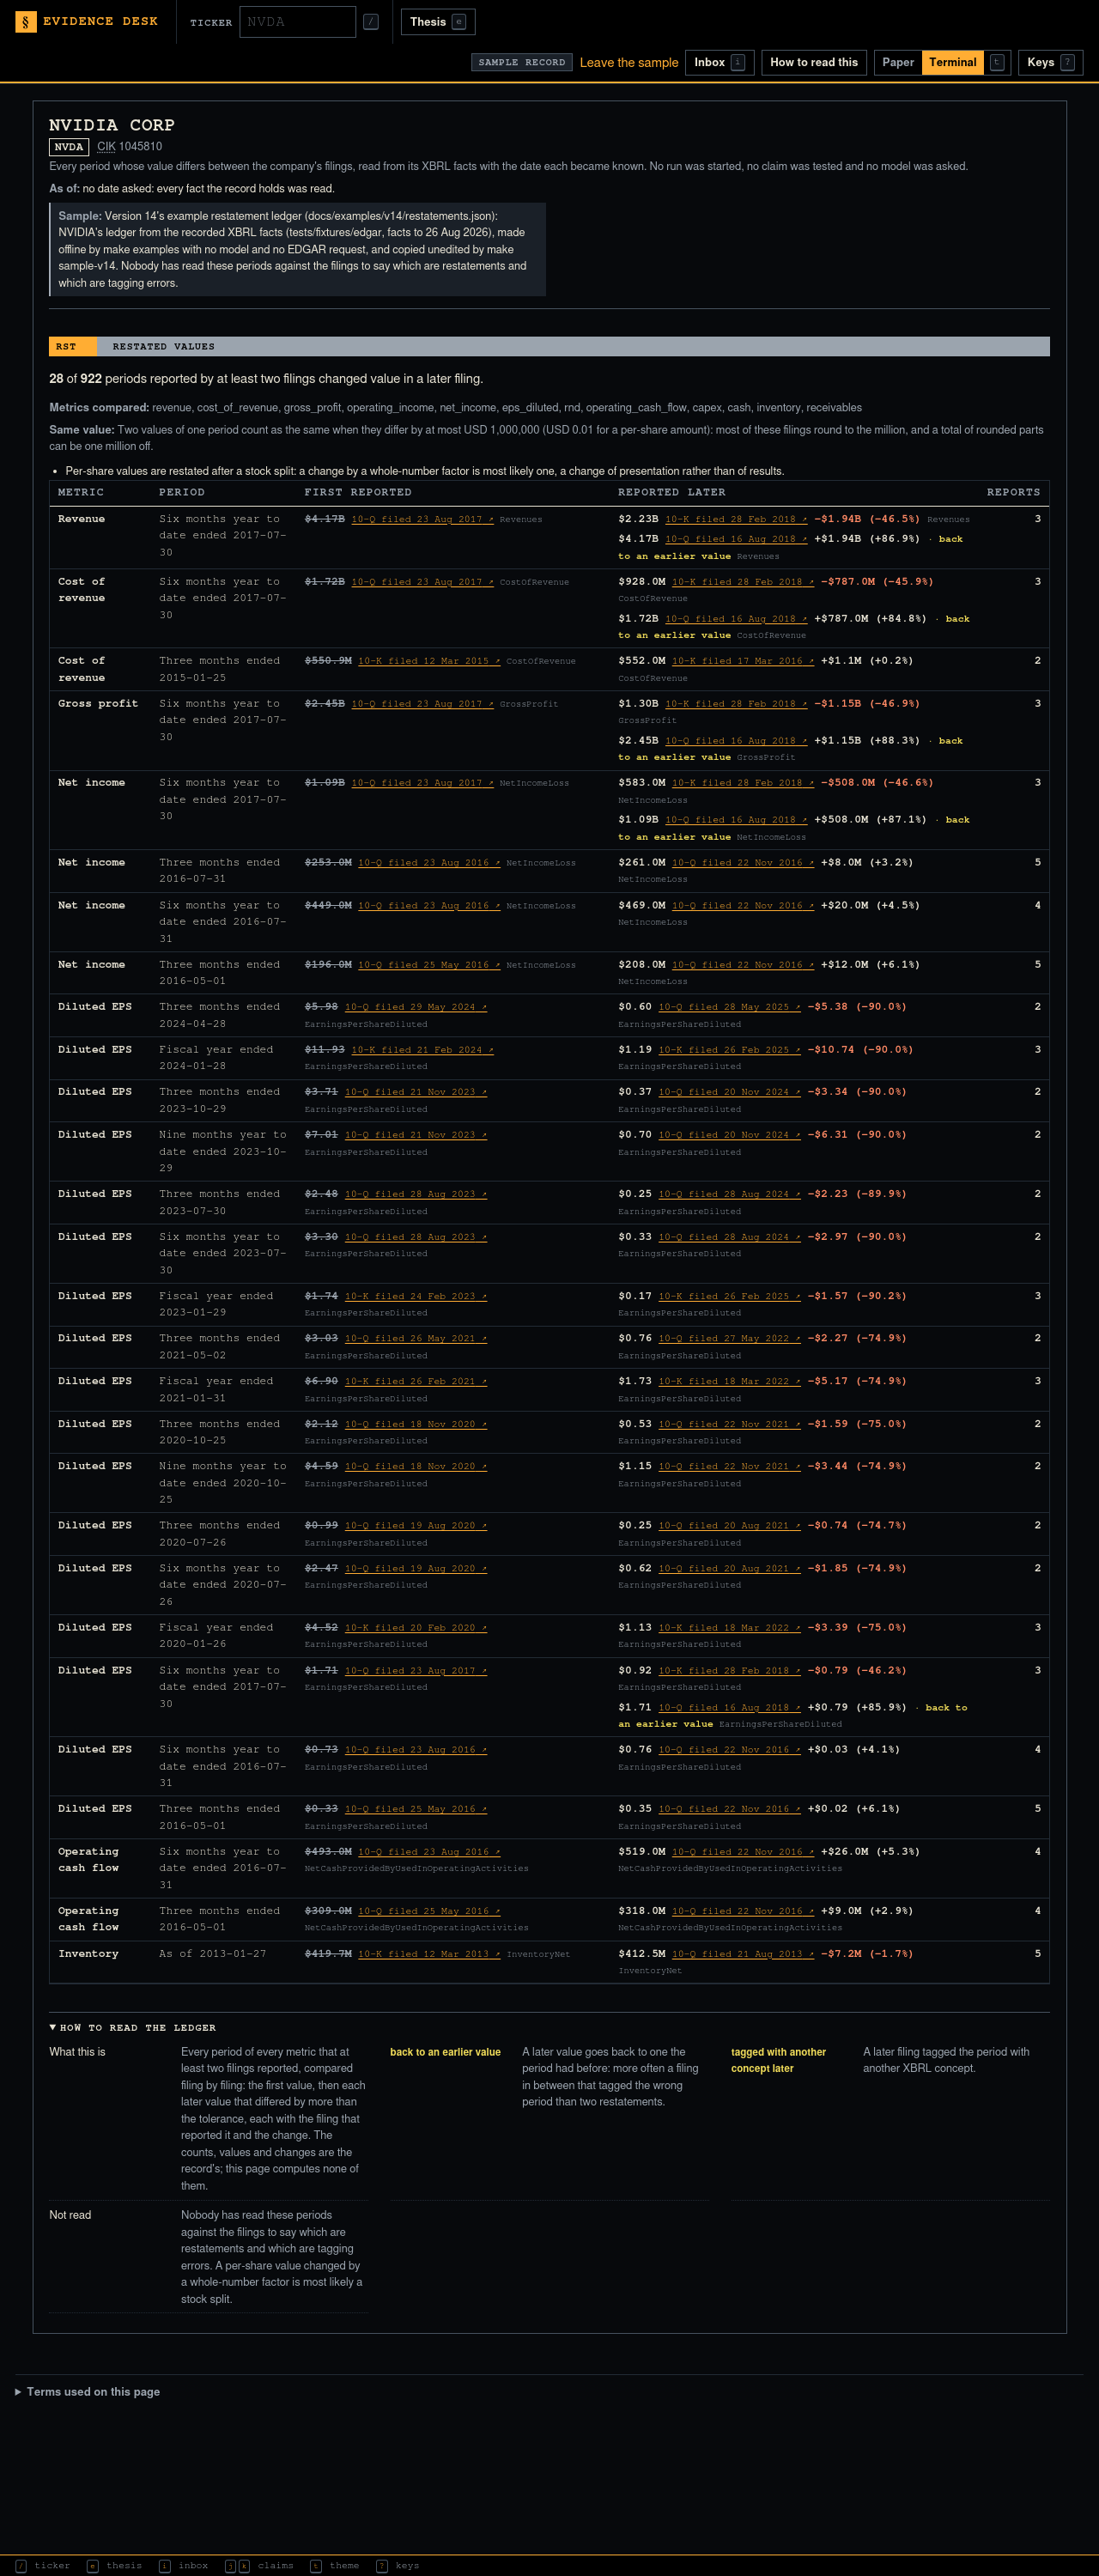 § EVIDENCE DESK TICKER NVDA / Thesis e
SAMPLE RECORD Leave the sample Inbox i How to read this Paper Terminal t Keys ?
NVIDIA CORP
NVDA CIK 1045810
Every period whose value differs between the company's filings, read from its XBRL facts with the date each became known. No run was started, no claim was tested and no model was asked.
As of: no date asked: every fact the record holds was read.
Sample: Version 14's example restatement ledger (docs/examples/v14/restatements.json):
NVIDIA's ledger from the recorded XBRL facts (tests/fixtures/edgar, facts to 26 Aug 2026), made
offline by make examples with no model and no EDGAR request, and copied unedited by make
sample-v14. Nobody has read these periods against the filings to say which are restatements and
which are tagging errors.
RST RESTATED VALUES
28 of 922 periods reported by at least two filings changed value in a later filing.
Metrics compared: revenue, cost_of_revenue, gross_profit, operating_income, net_income, eps_diluted, rnd, operating_cash_flow, capex, cash, inventory, receivables
Same value: Two values of one period count as the same when they differ by at most USD 1,000,000 (USD 0.01 for a per-share amount): most of these filings round to the million, and a total of rounded parts
can be one million off.
• Per-share values are restated after a stock split: a change by a whole-number factor is most likely one, a change of presentation rather than of results.
METRIC PERIOD FIRST REPORTED REPORTED LATER REPORTS
Revenue Six months year to $4.17B 10-Q filed 23 Aug 2017 ↗ Revenues $2.23B 10-K filed 28 Feb 2018 ↗ −$1.94B (−46.5%) Revenues 3
date ended 2017-07- $4.17B 10-Q filed 16 Aug 2018 ↗ +$1.94B (+86.9%) · back
30 to an earlier value Revenues
Cost of Six months year to $1.72B 10-Q filed 23 Aug 2017 ↗ CostOfRevenue $928.0M 10-K filed 28 Feb 2018 ↗ −$787.0M (−45.9%) 3
revenue date ended 2017-07- CostOfRevenue
30 $1.72B 10-Q filed 16 Aug 2018 ↗ +$787.0M (+84.8%) · back
to an earlier value CostOfRevenue
Cost of Three months ended $550.9M 10-K filed 12 Mar 2015 ↗ CostOfRevenue $552.0M 10-K filed 17 Mar 2016 ↗ +$1.1M (+0.2%) 2
revenue 2015-01-25 CostOfRevenue
Gross profit Six months year to $2.45B 10-Q filed 23 Aug 2017 ↗ GrossProfit $1.30B 10-K filed 28 Feb 2018 ↗ −$1.15B (−46.9%) 3
date ended 2017-07- GrossProfit
30 $2.45B 10-Q filed 16 Aug 2018 ↗ +$1.15B (+88.3%) · back
to an earlier value GrossProfit
Net income Six months year to $1.09B 10-Q filed 23 Aug 2017 ↗ NetIncomeLoss $583.0M 10-K filed 28 Feb 2018 ↗ −$508.0M (−46.6%) 3
date ended 2017-07- NetIncomeLoss
30 $1.09B 10-Q filed 16 Aug 2018 ↗ +$508.0M (+87.1%) · back
to an earlier value NetIncomeLoss
Net income Three months ended $253.0M 10-Q filed 23 Aug 2016 ↗ NetIncomeLoss $261.0M 10-Q filed 22 Nov 2016 ↗ +$8.0M (+3.2%) 5
2016-07-31 NetIncomeLoss
Net income Six months year to $449.0M 10-Q filed 23 Aug 2016 ↗ NetIncomeLoss $469.0M 10-Q filed 22 Nov 2016 ↗ +$20.0M (+4.5%) 4
date ended 2016-07- NetIncomeLoss
31
Net income Three months ended $196.0M 10-Q filed 25 May 2016 ↗ NetIncomeLoss $208.0M 10-Q filed 22 Nov 2016 ↗ +$12.0M (+6.1%) 5
2016-05-01 NetIncomeLoss
Diluted EPS Three months ended $5.98 10-Q filed 29 May 2024 ↗ $0.60 10-Q filed 28 May 2025 ↗ −$5.38 (−90.0%) 2
2024-04-28 EarningsPerShareDiluted EarningsPerShareDiluted
Diluted EPS Fiscal year ended $11.93 10-K filed 21 Feb 2024 ↗ $1.19 10-K filed 26 Feb 2025 ↗ −$10.74 (−90.0%) 3
2024-01-28 EarningsPerShareDiluted EarningsPerShareDiluted
Diluted EPS Three months ended $3.71 10-Q filed 21 Nov 2023 ↗ $0.37 10-Q filed 20 Nov 2024 ↗ −$3.34 (−90.0%) 2
2023-10-29 EarningsPerShareDiluted EarningsPerShareDiluted
Diluted EPS Nine months year to $7.01 10-Q filed 21 Nov 2023 ↗ $0.70 10-Q filed 20 Nov 2024 ↗ −$6.31 (−90.0%) 2
date ended 2023-10- EarningsPerShareDiluted EarningsPerShareDiluted
29
Diluted EPS Three months ended $2.48 10-Q filed 28 Aug 2023 ↗ $0.25 10-Q filed 28 Aug 2024 ↗ −$2.23 (−89.9%) 2
2023-07-30 EarningsPerShareDiluted EarningsPerShareDiluted
Diluted EPS Six months year to $3.30 10-Q filed 28 Aug 2023 ↗ $0.33 10-Q filed 28 Aug 2024 ↗ −$2.97 (−90.0%) 2
date ended 2023-07- EarningsPerShareDiluted EarningsPerShareDiluted
30
Diluted EPS Fiscal year ended $1.74 10-K filed 24 Feb 2023 ↗ $0.17 10-K filed 26 Feb 2025 ↗ −$1.57 (−90.2%) 3
2023-01-29 EarningsPerShareDiluted EarningsPerShareDiluted
Diluted EPS Three months ended $3.03 10-Q filed 26 May 2021 ↗ $0.76 10-Q filed 27 May 2022 ↗ −$2.27 (−74.9%) 2
2021-05-02 EarningsPerShareDiluted EarningsPerShareDiluted
Diluted EPS Fiscal year ended $6.90 10-K filed 26 Feb 2021 ↗ $1.73 10-K filed 18 Mar 2022 ↗ −$5.17 (−74.9%) 3
2021-01-31 EarningsPerShareDiluted EarningsPerShareDiluted
Diluted EPS Three months ended $2.12 10-Q filed 18 Nov 2020 ↗ $0.53 10-Q filed 22 Nov 2021 ↗ −$1.59 (−75.0%) 2
2020-10-25 EarningsPerShareDiluted EarningsPerShareDiluted
Diluted EPS Nine months year to $4.59 10-Q filed 18 Nov 2020 ↗ $1.15 10-Q filed 22 Nov 2021 ↗ −$3.44 (−74.9%) 2
date ended 2020-10- EarningsPerShareDiluted EarningsPerShareDiluted
25
Diluted EPS Three months ended $0.99 10-Q filed 19 Aug 2020 ↗ $0.25 10-Q filed 20 Aug 2021 ↗ −$0.74 (−74.7%) 2
2020-07-26 EarningsPerShareDiluted EarningsPerShareDiluted
Diluted EPS Six months year to $2.47 10-Q filed 19 Aug 2020 ↗ $0.62 10-Q filed 20 Aug 2021 ↗ −$1.85 (−74.9%) 2
date ended 2020-07- EarningsPerShareDiluted EarningsPerShareDiluted
26
Diluted EPS Fiscal year ended $4.52 10-K filed 20 Feb 2020 ↗ $1.13 10-K filed 18 Mar 2022 ↗ −$3.39 (−75.0%) 3
2020-01-26 EarningsPerShareDiluted EarningsPerShareDiluted
Diluted EPS Six months year to $1.71 10-Q filed 23 Aug 2017 ↗ $0.92 10-K filed 28 Feb 2018 ↗ −$0.79 (−46.2%) 3
date ended 2017-07- EarningsPerShareDiluted EarningsPerShareDiluted
30 $1.71 10-Q filed 16 Aug 2018 ↗ +$0.79 (+85.9%) · back to
an earlier value EarningsPerShareDiluted
Diluted EPS Six months year to $0.73 10-Q filed 23 Aug 2016 ↗ $0.76 10-Q filed 22 Nov 2016 ↗ +$0.03 (+4.1%) 4
date ended 2016-07- EarningsPerShareDiluted EarningsPerShareDiluted
31
Diluted EPS Three months ended $0.33 10-Q filed 25 May 2016 ↗ $0.35 10-Q filed 22 Nov 2016 ↗ +$0.02 (+6.1%) 5
2016-05-01 EarningsPerShareDiluted EarningsPerShareDiluted
Operating Six months year to $493.0M 10-Q filed 23 Aug 2016 ↗ $519.0M 10-Q filed 22 Nov 2016 ↗ +$26.0M (+5.3%) 4
cash flow date ended 2016-07- NetCashProvidedByUsedInOperatingActivities NetCashProvidedByUsedInOperatingActivities
31
Operating Three months ended $309.0M 10-Q filed 25 May 2016 ↗ $318.0M 10-Q filed 22 Nov 2016 ↗ +$9.0M (+2.9%) 4
cash flow 2016-05-01 NetCashProvidedByUsedInOperatingActivities NetCashProvidedByUsedInOperatingActivities
Inventory As of 2013-01-27 $419.7M 10-K filed 12 Mar 2013 ↗ InventoryNet $412.5M 10-Q filed 21 Aug 2013 ↗ −$7.2M (−1.7%) 5
InventoryNet
▼ HOW TO READ THE LEDGER
What this is
Every period of every metric that at
least two filings reported, compared
filing by filing: the first value, then each
later value that differed by more than
the tolerance, each with the filing that
reported it and the change. The
counts, values and changes are the
record's; this page computes none of
them.
back to an earlier value
A later value goes back to one the
period had before: more often a filing
in between that tagged the wrong
period than two restatements.
tagged with another
concept later
A later filing tagged the period with
another XBRL concept.
Not read
Nobody has read these periods
against the filings to say which are
restatements and which are tagging
errors. A per-share value changed by
a whole-number factor is most likely a
stock split.
▶ Terms used on this page
/ ticker e thesis i inbox j k claims t theme ? keys